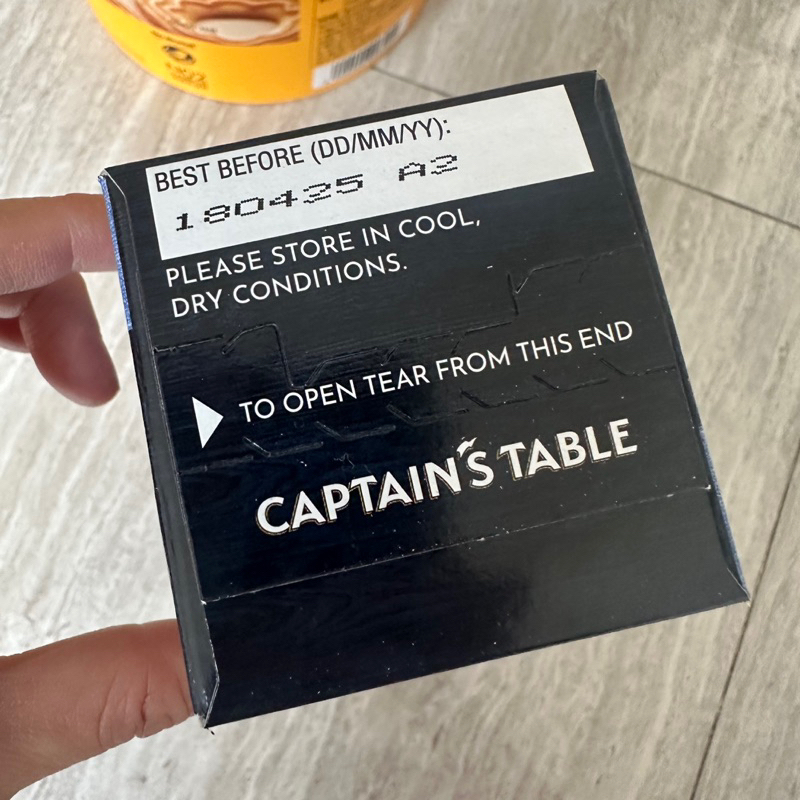 BEST BEFORE (DD/MM/YY):
180425 A2
PLEASE STORE IN COOL,
DRY CONDITIONS.
TO OPEN TEAR FROM THIS END
CAPTAIN'S TABLE